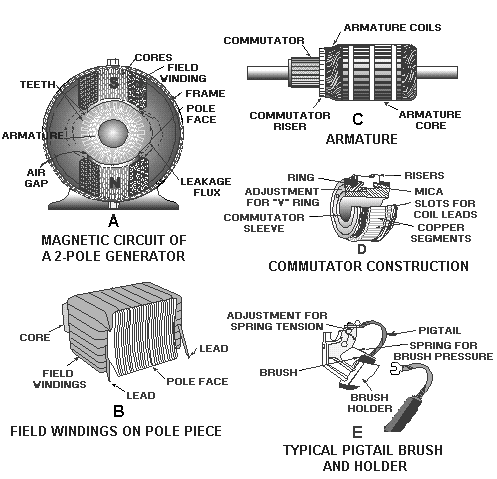 CORES
FIELD
WINDING
TEETH
S
FRAME
POLE
FACE
ARMATURE
AIR
GAP
N
LEAKAGE
FLUX
A
MAGNETIC CIRCUIT OF
A 2-POLE GENERATOR
ARMATURE COILS
COMMUTATOR
COMMUTATOR
RISER
C
ARMATURE
CORE
ARMATURE
RING
RISERS
ADJUSTMENT
FOR "V" RING
MICA
COMMUTATOR
SLEEVE
SLOTS FOR
COIL LEADS
COPPER
SEGMENTS
D
COMMUTATOR CONSTRUCTION
CORE
FIELD
WINDINGS
LEAD
POLE FACE
LEAD
B
FIELD WINDINGS ON POLE PIECE
ADJUSTMENT FOR
SPRING TENSION
PIGTAIL
SPRING FOR
BRUSH PRESSURE
BRUSH
BRUSH
HOLDER
E
TYPICAL PIGTAIL BRUSH
AND HOLDER